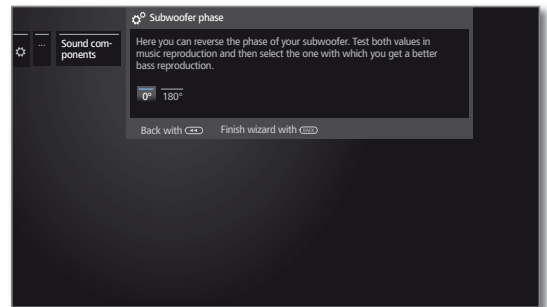 Subwoofer phase
...
Sound com-
ponents
Here you can reverse the phase of your subwoofer. Test both values in
music reproduction and then select the one with which you get a better
bass reproduction.
0° 180°
Back with Finish wizard with BACK